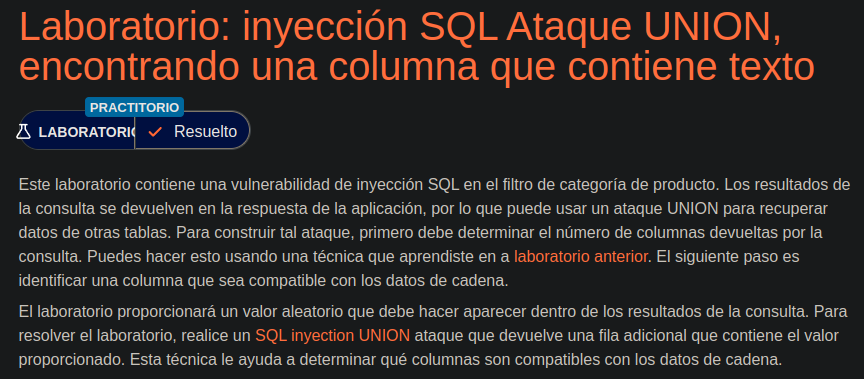 Laboratorio: inyección SQL Ataque UNION,
encontrando una columna que contiene texto
PRACTITORIO
LABORATORIO
Resuelto
Este laboratorio contiene una vulnerabilidad de inyección SQL en el filtro de categoría de producto. Los resultados de
la consulta se devuelven en la respuesta de la aplicación, por lo que puede usar un ataque UNION para recuperar
datos de otras tablas. Para construir tal ataque, primero debe determinar el número de columnas devueltas por la
consulta. Puedes hacer esto usando una técnica que aprendiste en a laboratorio anterior. El siguiente paso es
identificar una columna que sea compatible con los datos de cadena.
El laboratorio proporcionará un valor aleatorio que debe hacer aparecer dentro de los resultados de la consulta. Para
resolver el laboratorio, realice un SQL inyection UNION ataque que devuelve una fila adicional que contiene el valor
proporcionado. Esta técnica le ayuda a determinar qué columnas son compatibles con los datos de cadena.